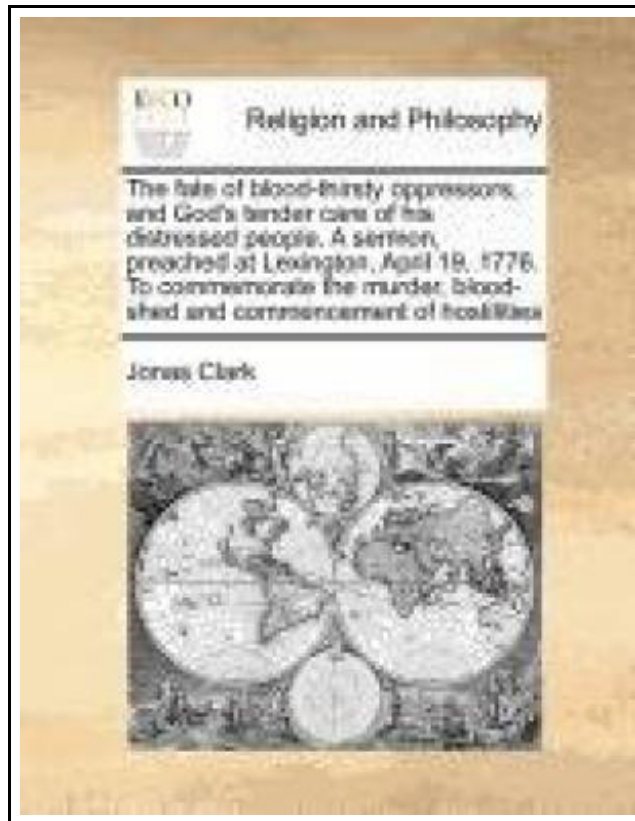 ECCO
Religion and Philosophy
The fate of blood-thirsty oppressors,
and God's tender care of his
distressed people. A sermon,
preached at Lexington, April 19, 1776.
To commemorate the murder, blood-
shed and commencement of hostilities
Jonas Clark